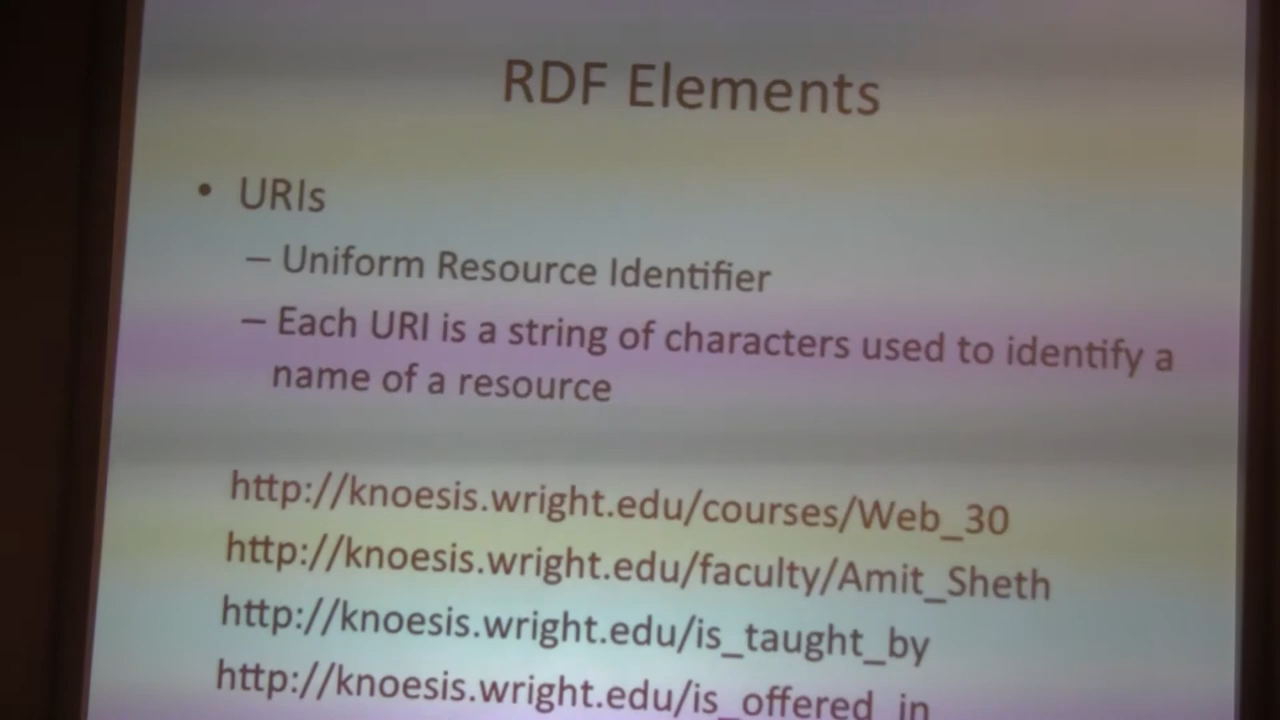 RDF Elements
• URIs
– Uniform Resource Identifier
– Each URI is a string of characters used to identify a
name of a resource
http://knoesis.wright.edu/courses/Web_30
http://knoesis.wright.edu/faculty/Amit_Sheth
http://knoesis.wright.edu/is_taught_by
http://knoesis.wright.edu/is_offered_in